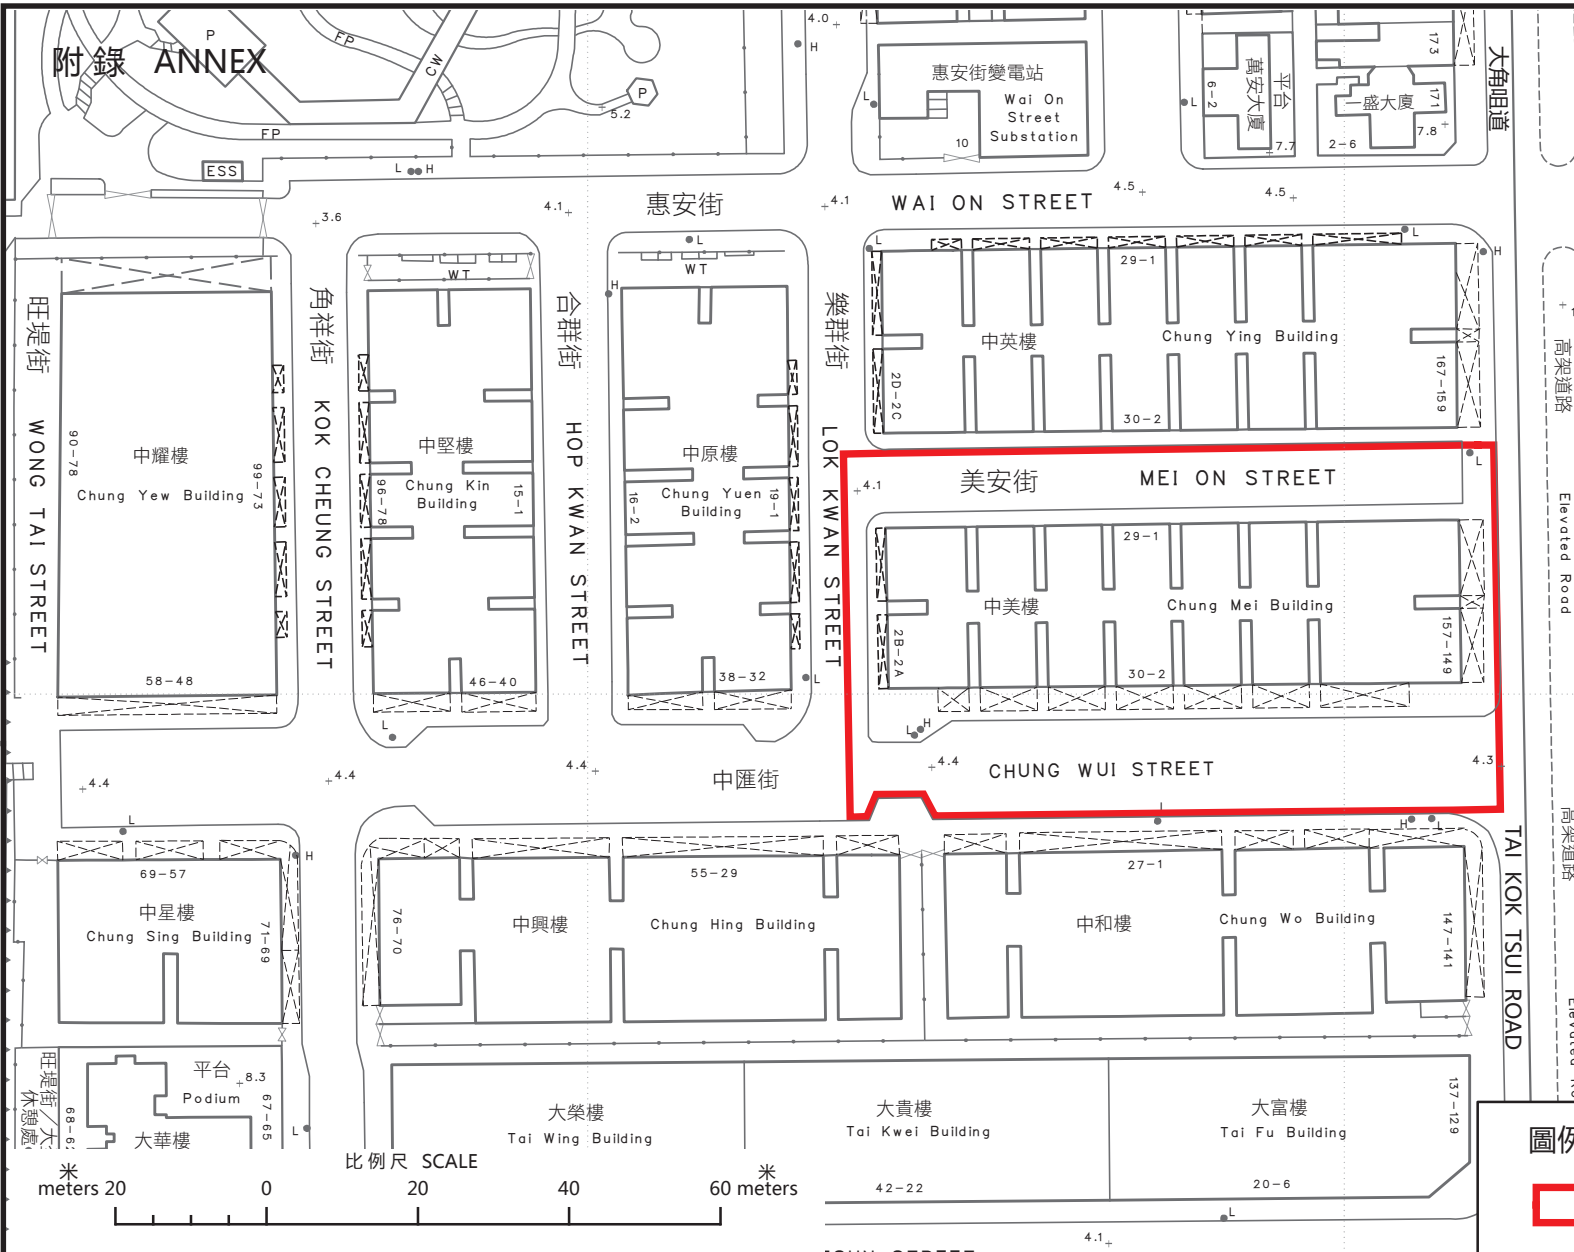 附錄 ANNEX
P
FP
CW
P
5.2
FP
ESS
L H
4.0
H
L
惠安街變電站
Wai On
Street
Substation
10
6-2
萬安大廈
平台
7.7
L
173
171
一盛大廈
7.8
2-6
大角咀道
3.6
4.1
惠安街
4.1
WAI ON STREET
4.5
4.5
L
L
L
H
WT
WT
H
29-1
中英樓
Chung Ying Building
2D-2C
30-2
167-159
高架道路
Elevated Road
旺堤街
WONG TAI STREET
90-78
中耀樓
Chung Yew Building
99-73
58-48
角祥街
KOK CHEUNG STREET
中堅樓
Chung Kin
Building
96-78
15-1
46-40
L
合群街
HOP KWAN STREET
中原樓
Chung Yuen
Building
16-2
19-1
38-32
L
樂群街
LOK KWAN STREET
4.1
美安街
MEI ON STREET
L
29-1
中美樓
Chung Mei Building
2B-2A
30-2
157-149
L H
4.4
4.4
4.4
中匯街
4.4
CHUNG WUI STREET
4.3
L
L
H
H
L
69-57
中星樓
Chung Sing Building
71-69
76-70
中興樓
55-29
Chung Hing Building
中和樓
27-1
Chung Wo Building
147-141
TAI KOK TSUI ROAD
高架道路
旺堤街
休憩處
平台
8.3
Podium
大華樓
67-65
L
大榮樓
Tai Wing Building
大貴樓
Tai Kwei Building
42-22
大富樓
Tai Fu Building
20-6
137-129
L
4.1
比例尺 SCALE
米
meters 20 0 20 40 60 meters
米
圖例